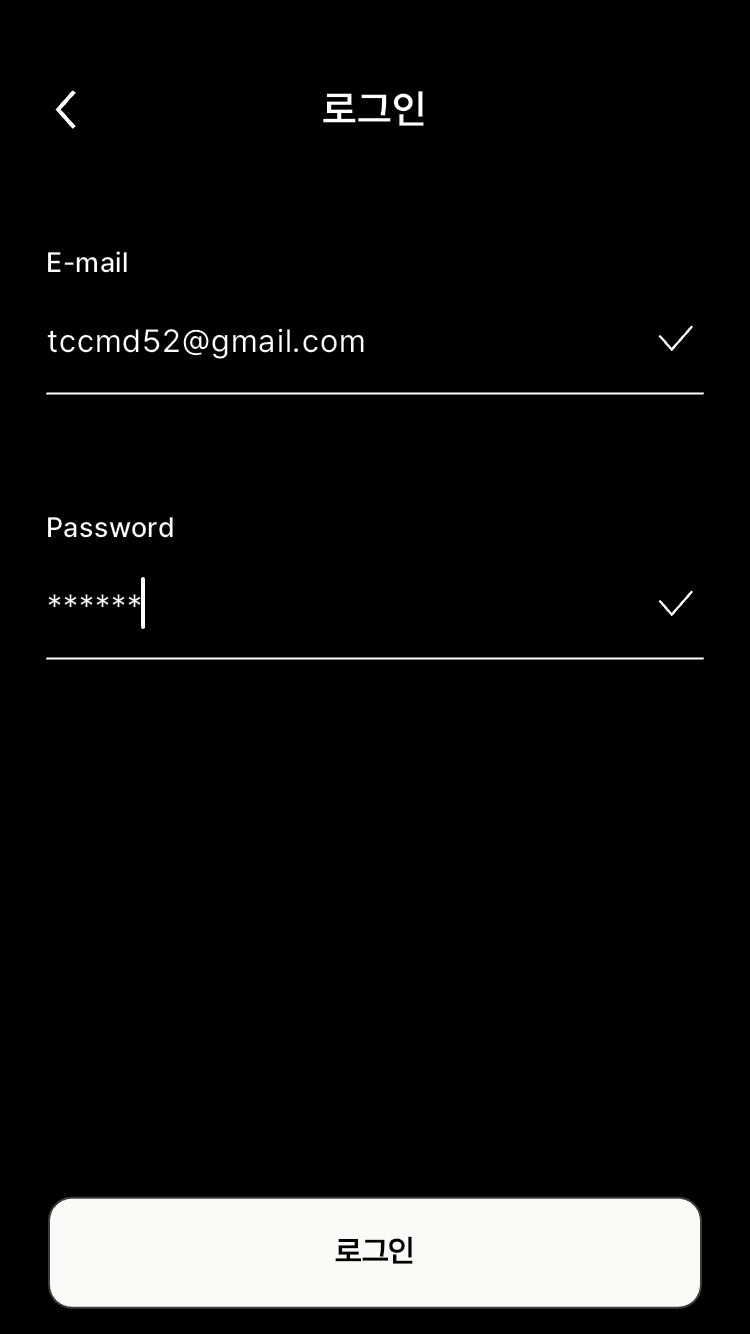 로그인
E-mail
tccmd52@gmail.com
Password
******
로그인